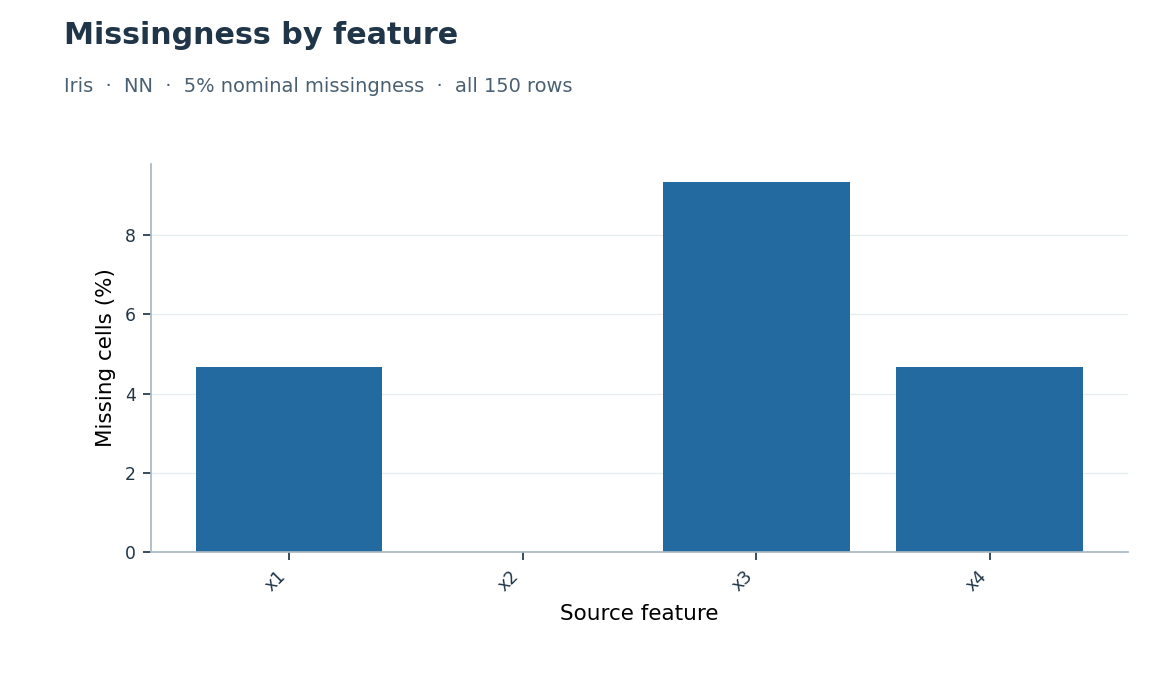 Missingness by feature
Iris · NN · 5% nominal missingness · all 150 rows
Missing cells (%)
8
6
4
2
0
x1
x2
x3
x4
Source feature